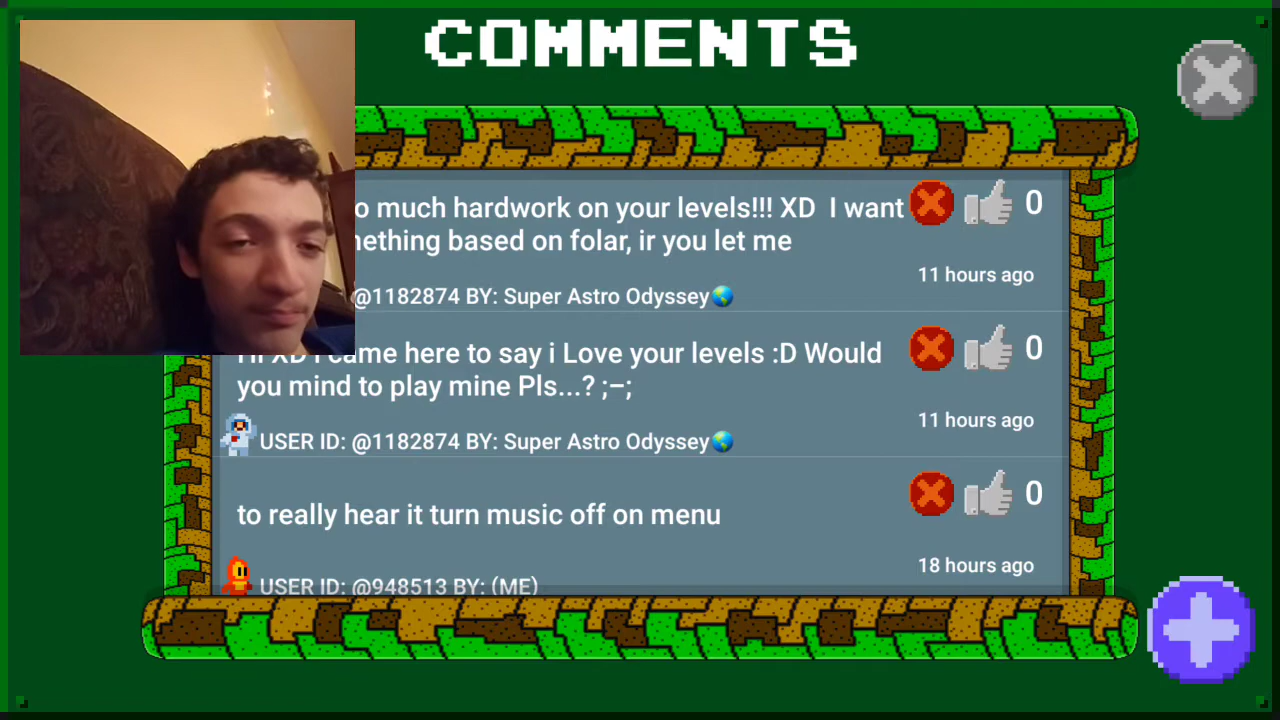 COMMENTS
o much hardwork on your levels!!! XD I want 0
nething based on folar, ir you let me
11 hours ago
@1182874 BY: Super Astro Odyssey🌎
came here to say i Love your levels :D Would 0
you mind to play mine Pls...? ;–;
11 hours ago
USER ID: @1182874 BY: Super Astro Odyssey🌎
to really hear it turn music off on menu 0
18 hours ago
USER ID: @948513 BY: (ME)